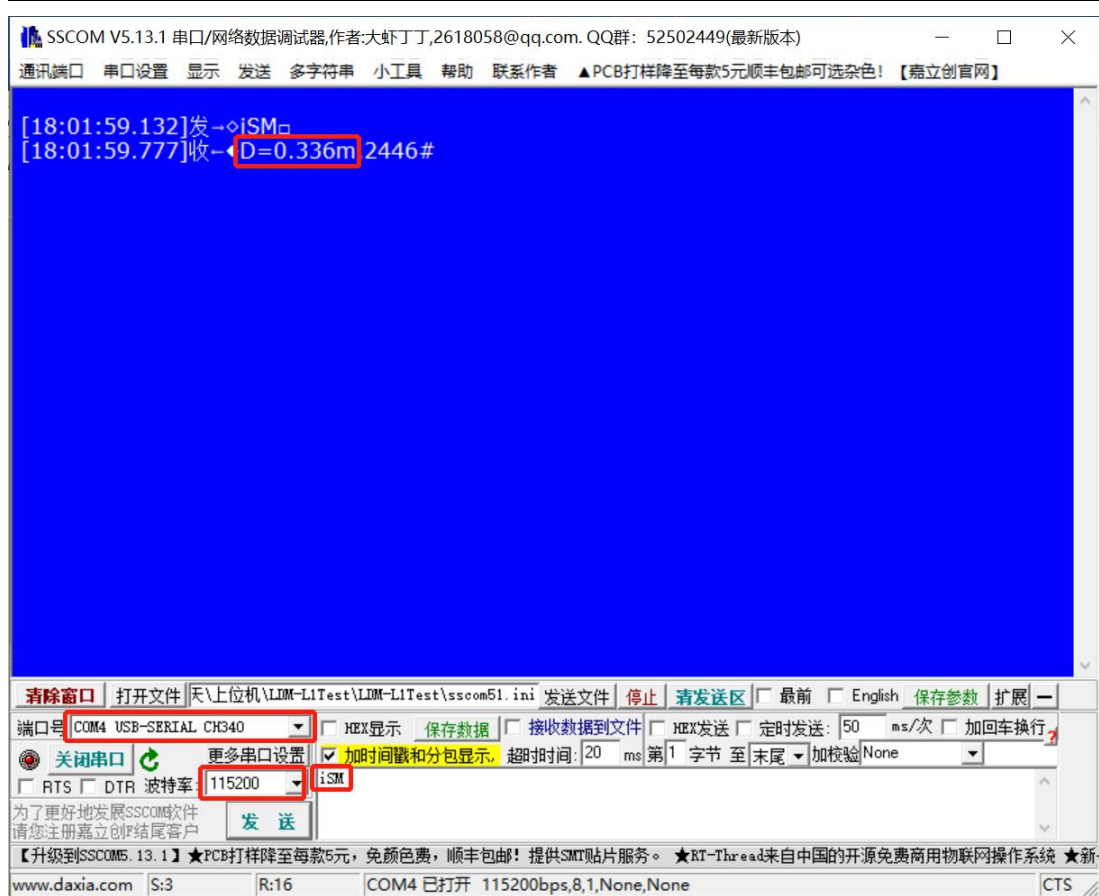 SSCOM V5.13.1 串口/网络数据调试器,作者:大虾丁丁,2618058@qq.com. QQ群: 52502449(最新版本)
通讯端口 串口设置 显示 发送 多字符串 小工具 帮助 联系作者 ▲PCB打样降至每款5元顺丰包邮可选杂色!【嘉立创官网】
[18:01:59.132]发→◇iSM□
[18:01:59.777]收←◆D=0.336m,2446#
清除窗口 打开文件 天\上位机\LDM-L1Test\LDM-L1Test\sscom51.ini 发送文件 停止 清发送区 最前 English 保存参数 扩展 —
端口号 COM4 USB-SERIAL CH340 HEX显示 保存数据 接收数据到文件 HEX发送 定时发送: 50 ms/次 加回车换行 ?
关闭串口 更多串口设置 加时间戳和分包显示, 超时时间: 20 ms 第1 字节 至 末尾 加校验None
RTS DTR 波特率: 115200 iSM
为了更好地发展SSCOM软件
请您注册嘉立创F结尾客户
发 送
【升级到SSCOM5.13.1】★PCB打样降至每款5元,免颜色费,顺丰包邮!提供SMT贴片服务。 ★RT-Thread来自中国的开源免费商用物联网操作系统 ★新
www.daxia.com S:3 R:16 COM4 已打开 115200bps,8,1,None,None CTS